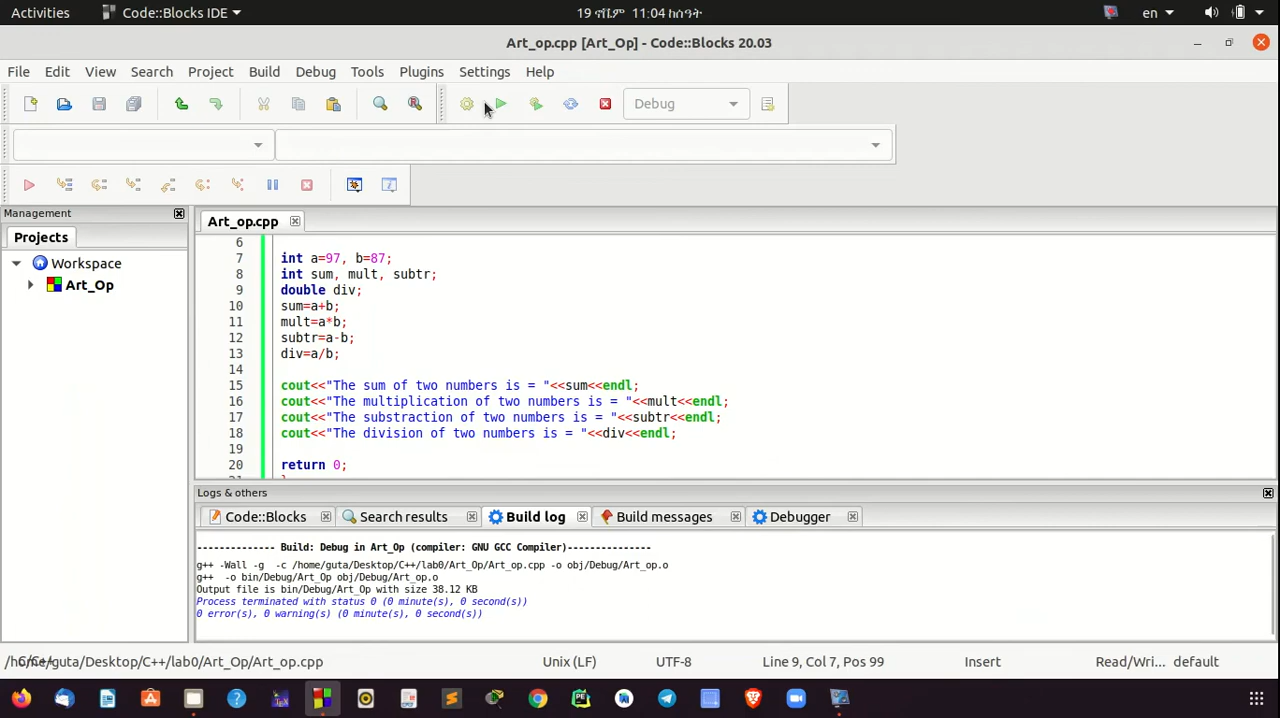 Activities Code::Blocks IDE 19 ኖቬም 11:04 ከሰዓት en
Art_op.cpp [Art_Op] - Code::Blocks 20.03
File Edit View Search Project Build Debug Tools Plugins Settings Help
Debug
Management
Projects
Workspace
Art_Op
Art_op.cpp
6
7 int a=97, b=87;
8 int sum, mult, subtr;
9 double div;
10 sum=a+b;
11 mult=a*b;
12 subtr=a-b;
13 div=a/b;
14
15 cout<<"The sum of two numbers is = "<<sum<<endl;
16 cout<<"The multiplication of two numbers is = "<<mult<<endl;
17 cout<<"The substraction of two numbers is = "<<subtr<<endl;
18 cout<<"The division of two numbers is = "<<div<<endl;
19
20 return 0;
Logs & others
Code::Blocks Search results Build log Build messages Debugger
-------------- Build: Debug in Art_Op (compiler: GNU GCC Compiler)---------------
g++ -Wall -g -c /home/guta/Desktop/C++/lab0/Art_Op/Art_op.cpp -o obj/Debug/Art_op.o
g++ -o bin/Debug/Art_Op obj/Debug/Art_op.o
Output file is bin/Debug/Art_Op with size 38.12 KB
Process terminated with status 0 (0 minute(s), 0 second(s))
0 error(s), 0 warning(s) (0 minute(s), 0 second(s))
/home/guta/Desktop/C++/lab0/Art_Op/Art_op.cpp Unix (LF) UTF-8 Line 9, Col 7, Pos 99 Insert Read/Wri... default